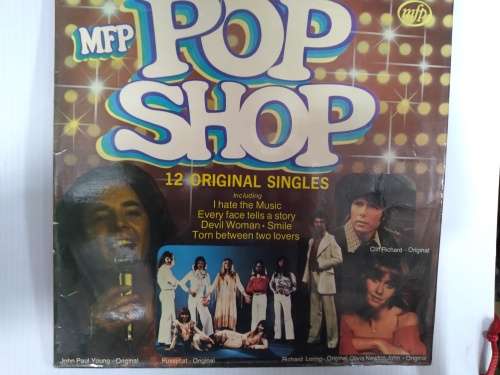 mfp
MFP
POP
SHOP
12 ORIGINAL SINGLES
Including
I hate the Music
Every face tells a story
Devil Woman - Smile
Torn between two lovers
Cliff Richard - Original
John Paul Young - Original
Pussycat - Original
Richard Loring - Original
Olivia Newton John - Original